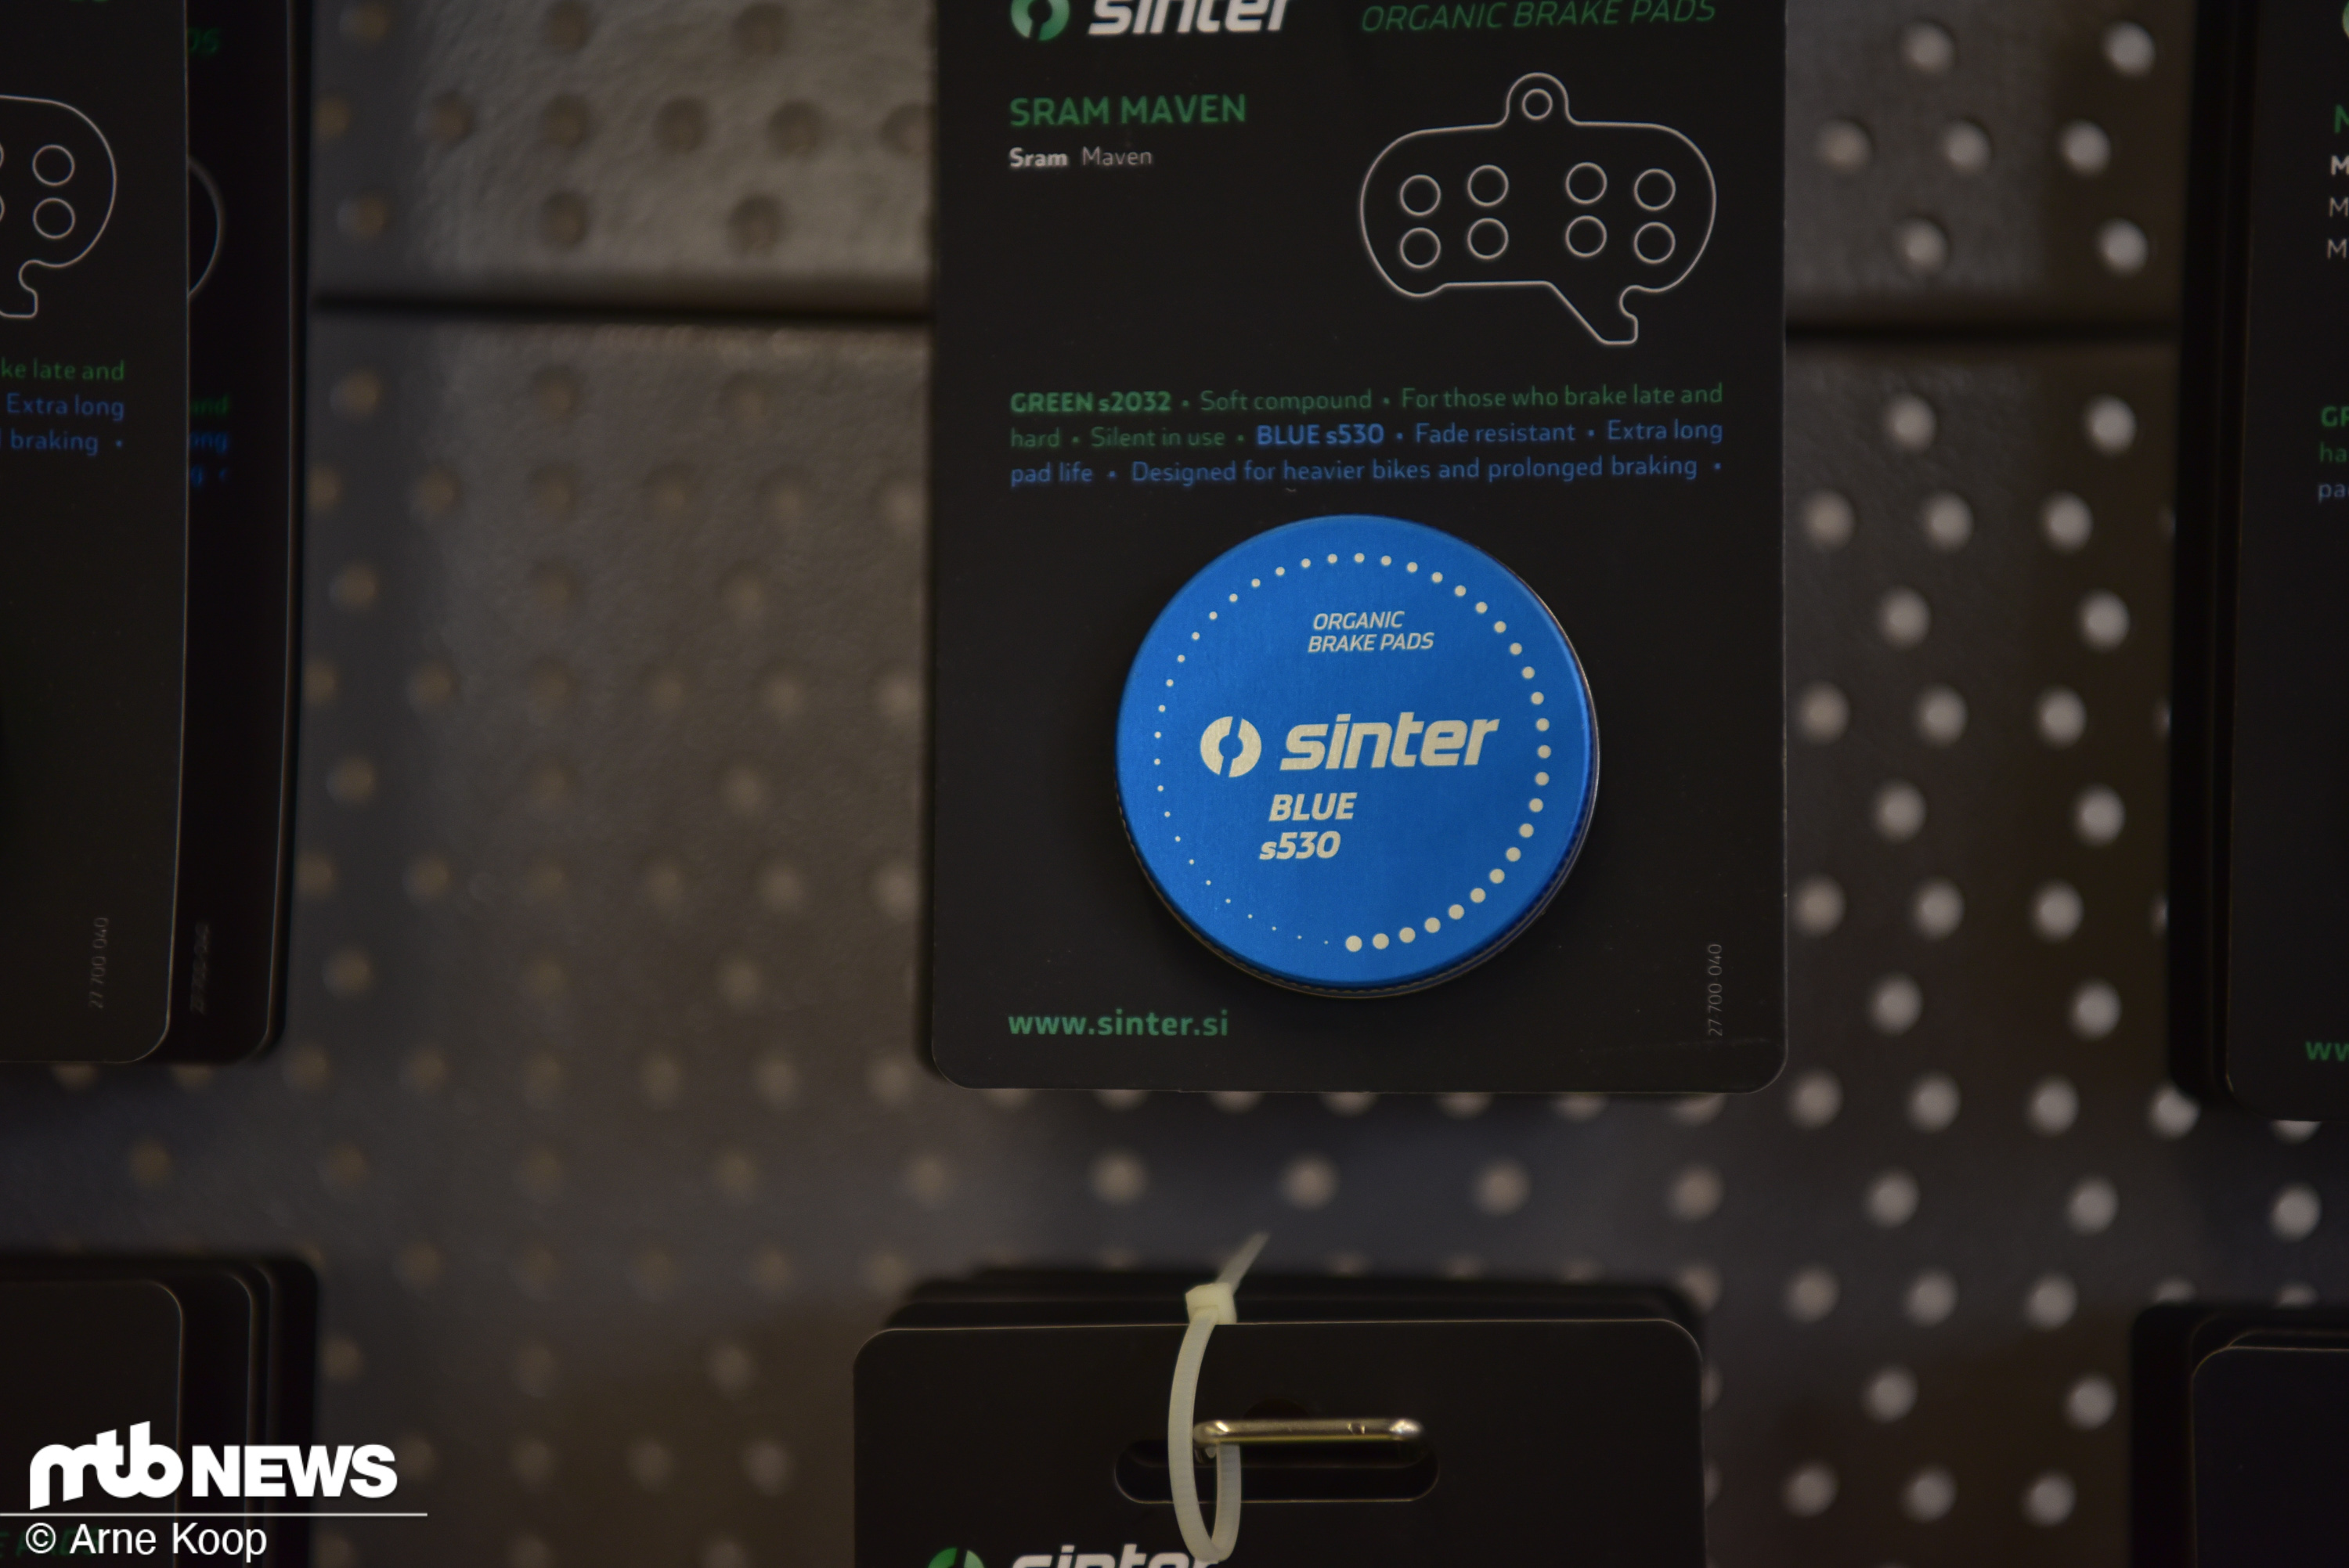 sinter ORGANIC BRAKE PADS
SRAM MAVEN
Sram Maven
GREEN s2032 • Soft compound • For those who brake late and
hard • Silent in use • BLUE s530 • Fade resistant • Extra long
pad life • Designed for heavier bikes and prolonged braking •
ORGANIC
BRAKE PADS
sinter
BLUE
s530
www.sinter.si
27 700 040
ke late and
Extra long
braking •
27 700 040
sinter
mtb NEWS
© Arne Koop